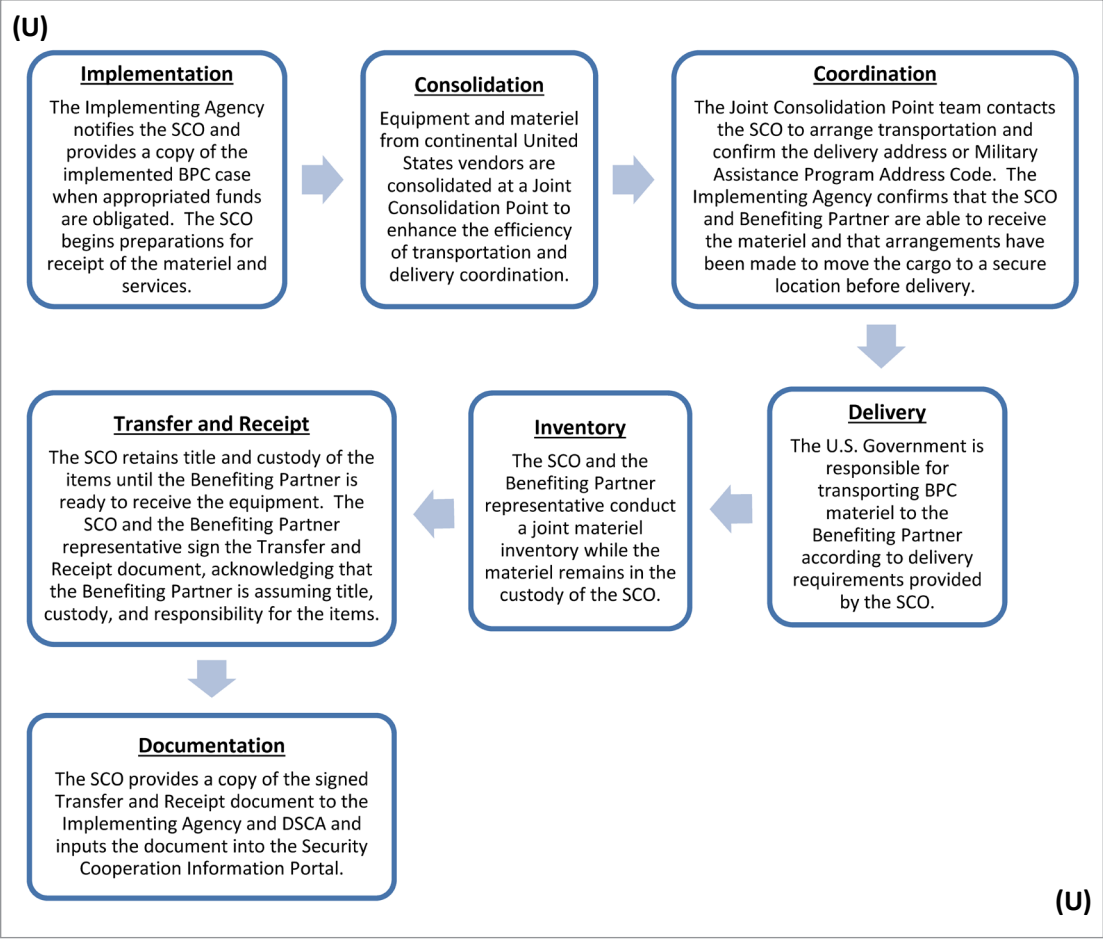 (U)
Implementation
The Implementing Agency
notifies the SCO and
provides a copy of the
implemented BPC case
when appropriated funds
are obligated.  The SCO
begins preparations for
receipt of the materiel and
services.
Consolidation
Equipment and materiel
from continental United
States vendors are
consolidated at a Joint
Consolidation Point to
enhance the efficiency
of transportation and
delivery coordination.
Coordination
The Joint Consolidation Point team contacts
the SCO to arrange transportation and
confirm the delivery address or Military
Assistance Program Address Code.  The
Implementing Agency confirms that the SCO
and Benefiting Partner are able to receive
the materiel and that arrangements have
been made to move the cargo to a secure
location before delivery.
Delivery
The U.S. Government is
responsible for
transporting BPC
materiel to the
Benefiting Partner
according to delivery
requirements provided
by the SCO.
Inventory
The SCO and the
Benefiting Partner
representative conduct
a joint materiel
inventory while the
materiel remains in the
custody of the SCO.
Transfer and Receipt
The SCO retains title and custody of the
items until the Benefiting Partner is
ready to receive the equipment.  The
SCO and the Benefiting Partner
representative sign the Transfer and
Receipt document, acknowledging that
the Benefiting Partner is assuming title,
custody, and responsibility for the items.
Documentation
The SCO provides a copy of the signed
Transfer and Receipt document to the
Implementing Agency and DSCA and
inputs the document into the Security
Cooperation Information Portal.
(U)